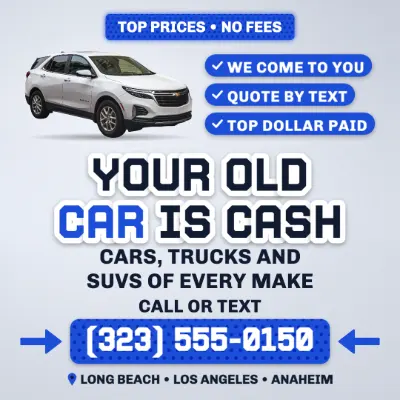 TOP PRICES • NO FEES
WE COME TO YOU
QUOTE BY TEXT
TOP DOLLAR PAID
YOUR OLD
CAR IS CASH
CARS, TRUCKS AND
SUVS OF EVERY MAKE
CALL OR TEXT
(323) 555-0150
LONG BEACH • LOS ANGELES • ANAHEIM